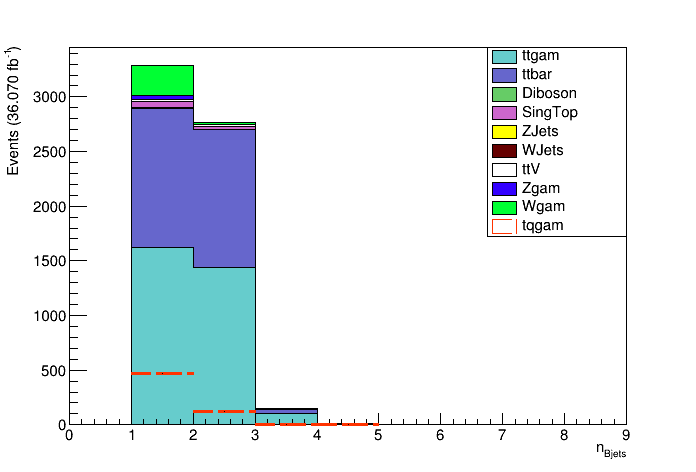 Events (36.070 fb-1)
3000
2500
2000
1500
1000
500
0
0 1 2 3 4 5 6 7 8 9
nBjets
ttgam
ttbar
Diboson
SingTop
ZJets
WJets
ttV
Zgam
Wgam
tqgam